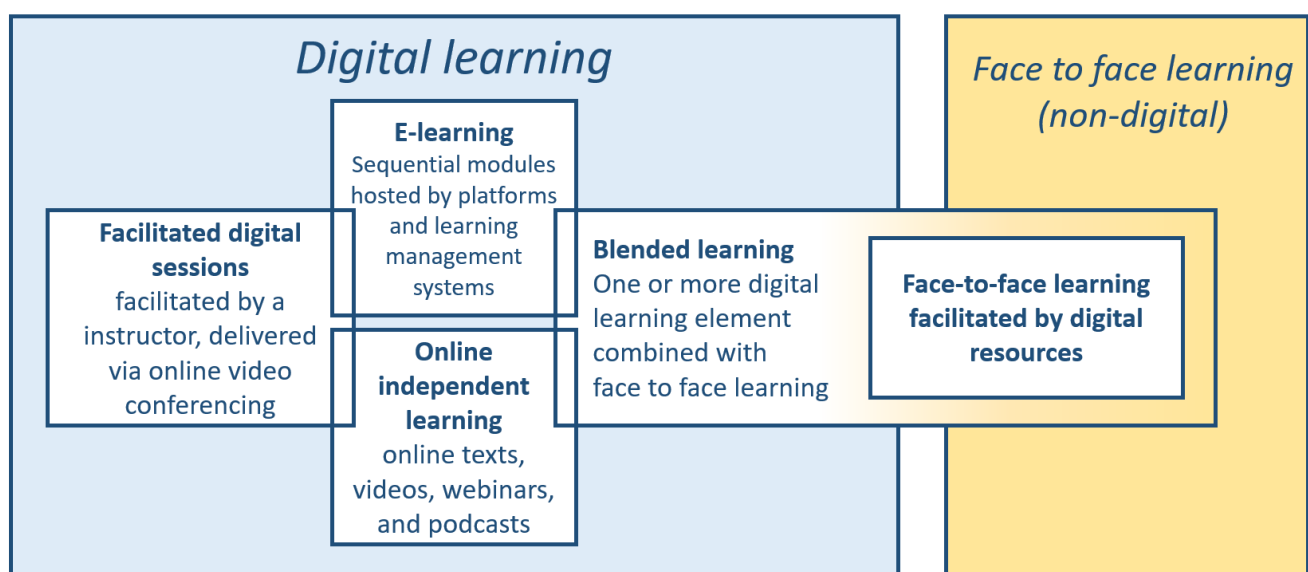 Digital learning
Face to face learning
(non-digital)
E-learning
Sequential modules
hosted by platforms
and learning
management
systems
Facilitated digital
sessions
facilitated by a
instructor, delivered
via online video
conferencing
Online
independent
learning
online texts,
videos, webinars,
and podcasts
Blended learning
One or more digital
learning element
combined with
face to face learning
Face-to-face learning
facilitated by digital
resources